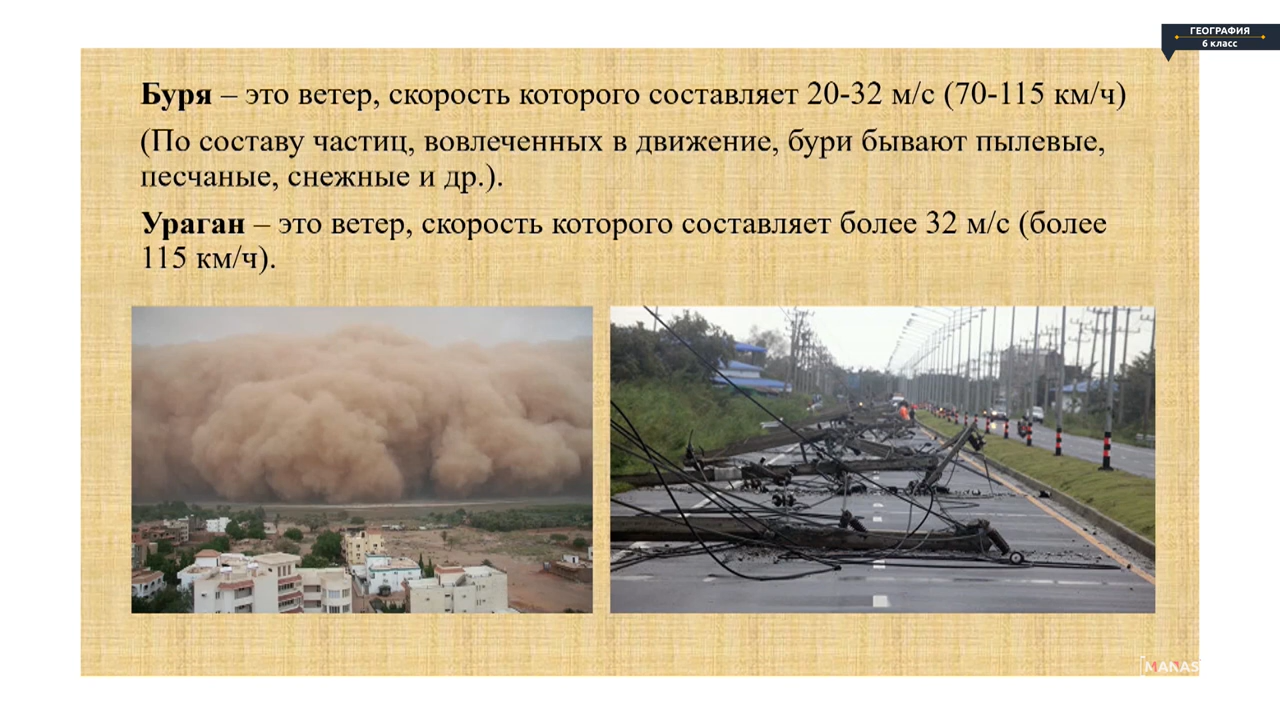 ГЕОГРАФИЯ
6 класс
Буря – это ветер, скорость которого составляет 20-32 м/с (70-115 км/ч)
(По составу частиц, вовлеченных в движение, бури бывают пылевые,
песчаные, снежные и др.).
Ураган – это ветер, скорость которого составляет более 32 м/с (более
115 км/ч).
MANAS